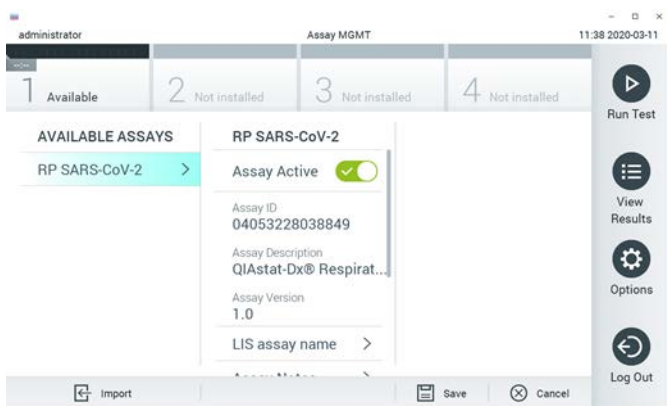 administrator Assay MGMT 11:38 2020-03-11
--:--
1 Available 2 Not installed 3 Not installed 4 Not installed
Run Test
AVAILABLE ASSAYS RP SARS-CoV-2
RP SARS-CoV-2 Assay Active
Assay ID
04053228038849
Assay Description
QIAstat-Dx® Respirat...
Assay Version
1.0
LIS assay name
View
Results
Options
Log Out
Import Save Cancel